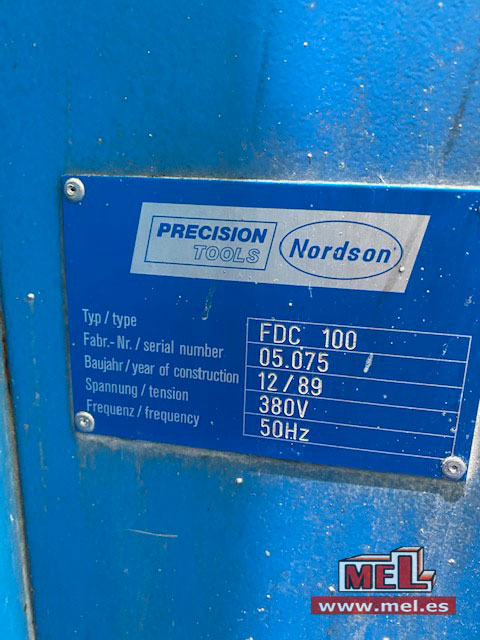 PRECISION
TOOLS
Nordson
Typ / type FDC 100
Fabr.-Nr. / serial number 05.075
Baujahr / year of construction 12/89
Spannung / tension 380V
Frequenz / frequency 50Hz
MEL
www.mel.es